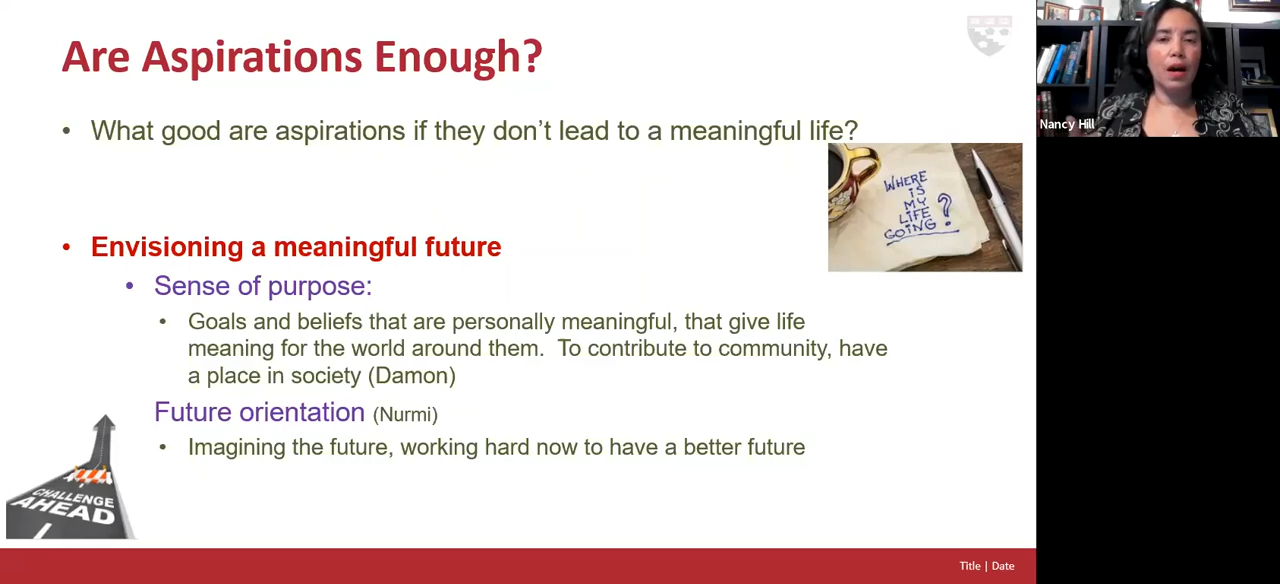 Are Aspirations Enough?
• What good are aspirations if they don’t lead to a meaningful life?
WHERE
IS
MY
LIFE
GOING ?
• Envisioning a meaningful future
• Sense of purpose:
• Goals and beliefs that are personally meaningful, that give life
meaning for the world around them.  To contribute to community, have
a place in society (Damon)
Future orientation (Nurmi)
• Imagining the future, working hard now to have a better future
CHALLENGE
AHEAD
Title | Date
Nancy Hill